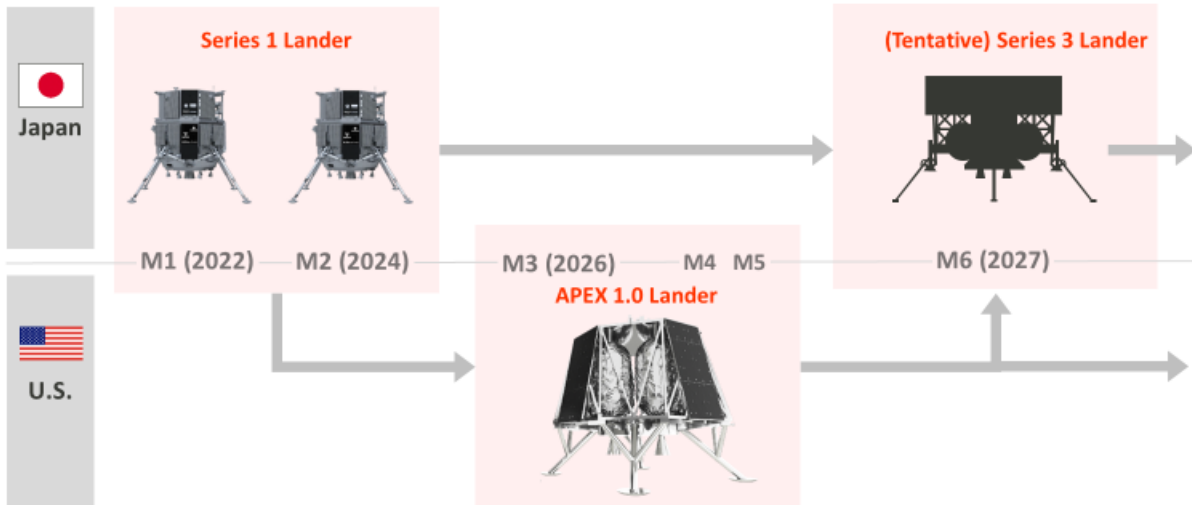 Series 1 Lander
(Tentative) Series 3 Lander
Japan
M1 (2022)
M2 (2024)
M3 (2026)
M4
M5
M6 (2027)
APEX 1.0 Lander
U.S.